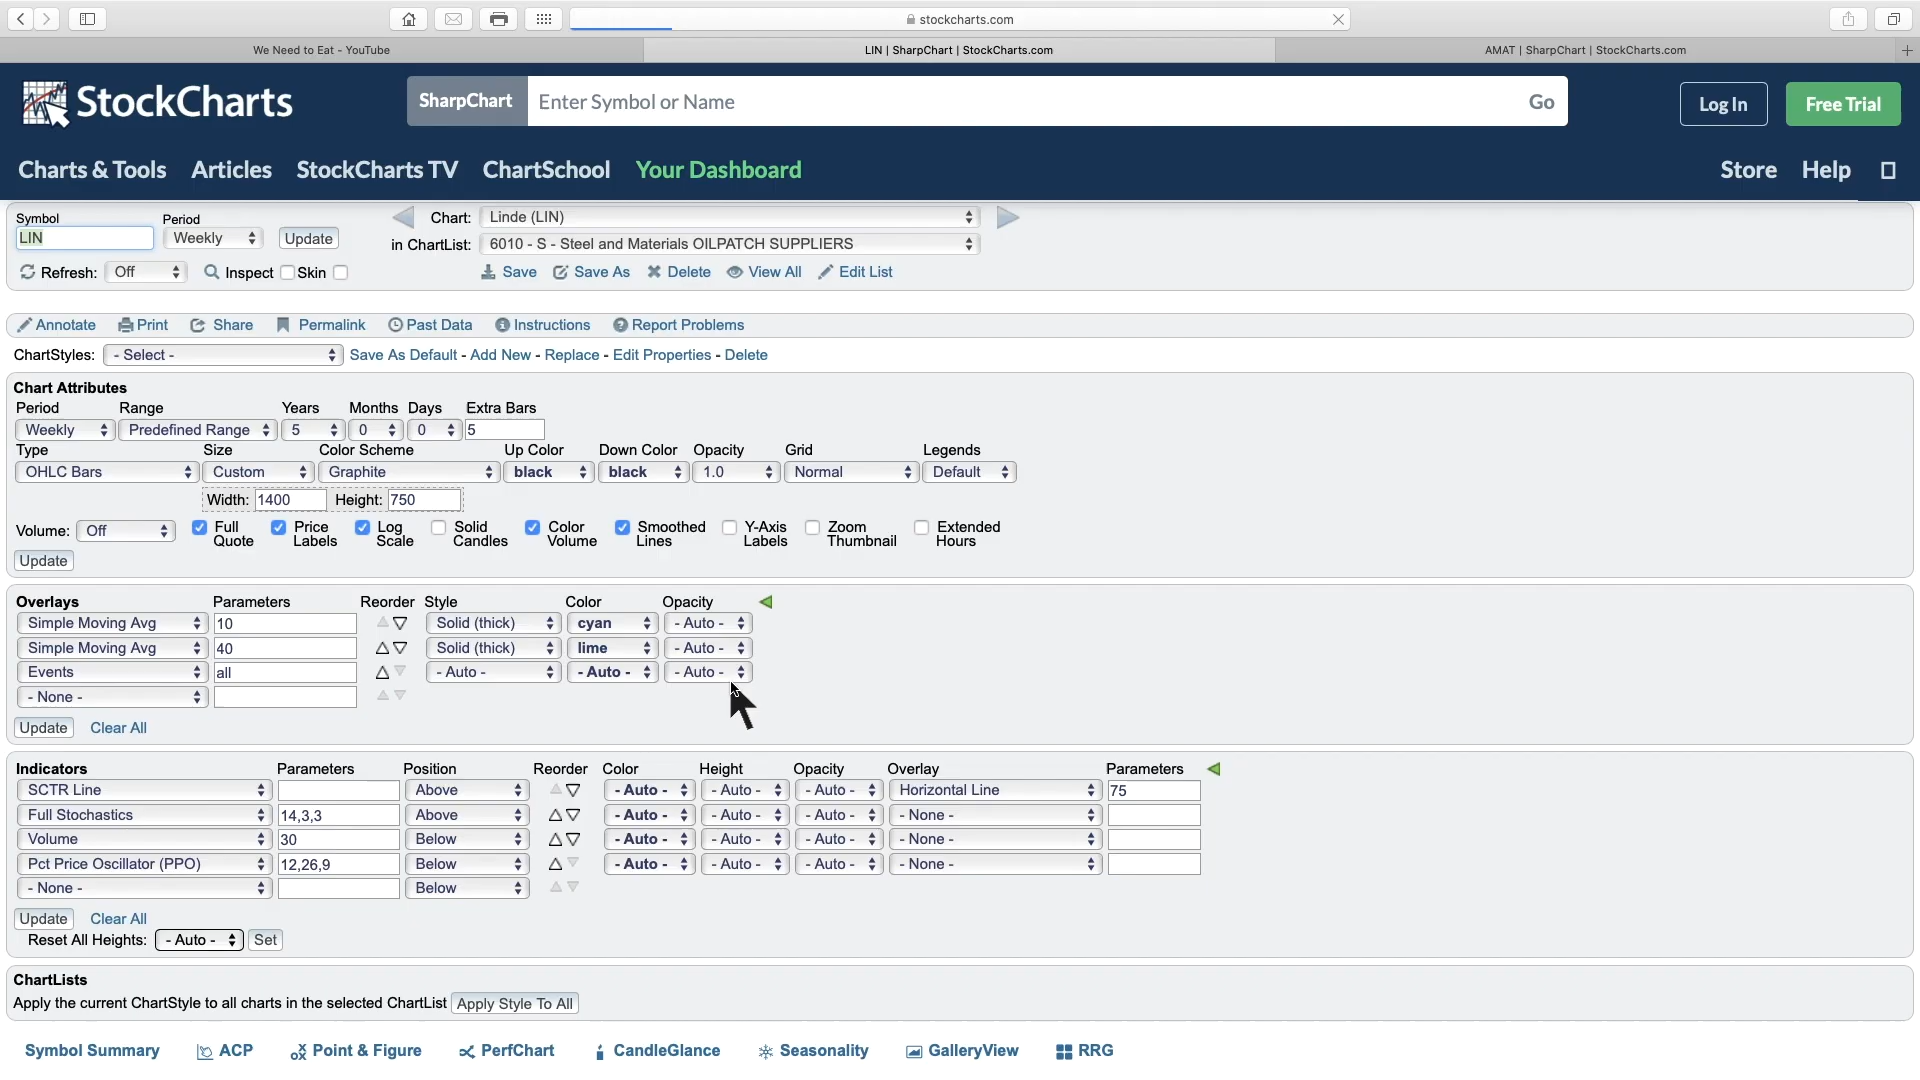 stockcharts.com
We Need to Eat - YouTube
LIN | SharpChart | StockCharts.com
AMAT | SharpChart | StockCharts.com
StockCharts
SharpChart Enter Symbol or Name Go
Log In Free Trial
Charts & Tools Articles StockCharts TV ChartSchool Your Dashboard Store Help
Symbol Period
LIN Weekly Update
Chart: Linde (LIN)
in ChartList: 6010 - S - Steel and Materials OILPATCH SUPPLIERS
Refresh: Off Inspect Skin
Save Save As Delete View All Edit List
Annotate Print Share Permalink Past Data Instructions Report Problems
ChartStyles: - Select - Save As Default - Add New - Replace - Edit Properties - Delete
Chart Attributes
Period Range Years Months Days Extra Bars
Weekly Predefined Range 5 0 0 5
Type Size Color Scheme Up Color Down Color Opacity Grid Legends
OHLC Bars Custom Graphite black black 1.0 Normal Default
Width: 1400 Height: 750
Volume: Off Full Quote Price Labels Log Scale Solid Candles Color Volume Smoothed Lines Y-Axis Labels Zoom Thumbnail Extended Hours
Update
Overlays Parameters Reorder Style Color Opacity
Simple Moving Avg 10 Solid (thick) cyan - Auto -
Simple Moving Avg 40 Solid (thick) lime - Auto -
Events all - Auto - - Auto - - Auto -
- None -
Update Clear All
Indicators Parameters Position Reorder Color Height Opacity Overlay Parameters
SCTR Line Above - Auto - - Auto - - Auto - Horizontal Line 75
Full Stochastics 14,3,3 Above - Auto - - Auto - - Auto - - None -
Volume 30 Below - Auto - - Auto - - Auto - - None -
Pct Price Oscillator (PPO) 12,26,9 Below - Auto - - Auto - - Auto - - None -
- None - Below
Update Clear All
Reset All Heights: - Auto - Set
ChartLists
Apply the current ChartStyle to all charts in the selected ChartList Apply Style To All
Symbol Summary ACP Point & Figure PerfChart CandleGlance Seasonality GalleryView RRG